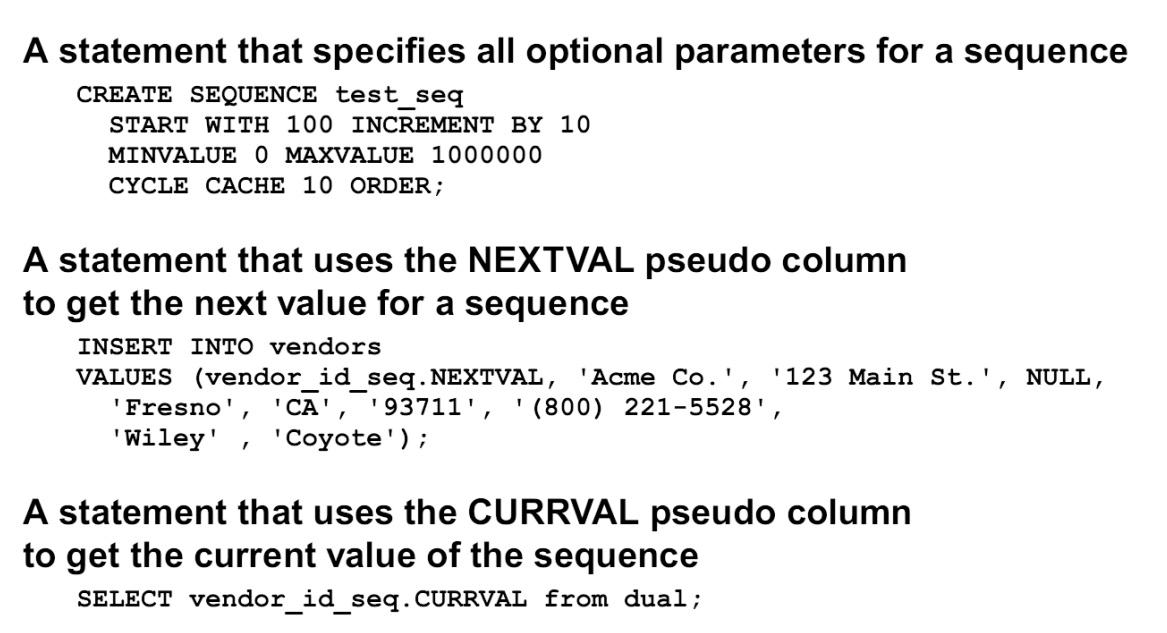 A statement that specifies all optional parameters for a sequence
CREATE SEQUENCE test_seq
START WITH 100 INCREMENT BY 10
MINVALUE 0 MAXVALUE 1000000
CYCLE CACHE 10 ORDER;
A statement that uses the NEXTVAL pseudo column
to get the next value for a sequence
INSERT INTO vendors
VALUES (vendor_id_seq.NEXTVAL, 'Acme Co.', '123 Main St.', NULL,
'Fresno', 'CA', '93711', '(800) 221-5528',
'Wiley' , 'Coyote');
A statement that uses the CURRVAL pseudo column
to get the current value of the sequence
SELECT vendor_id_seq.CURRVAL from dual;